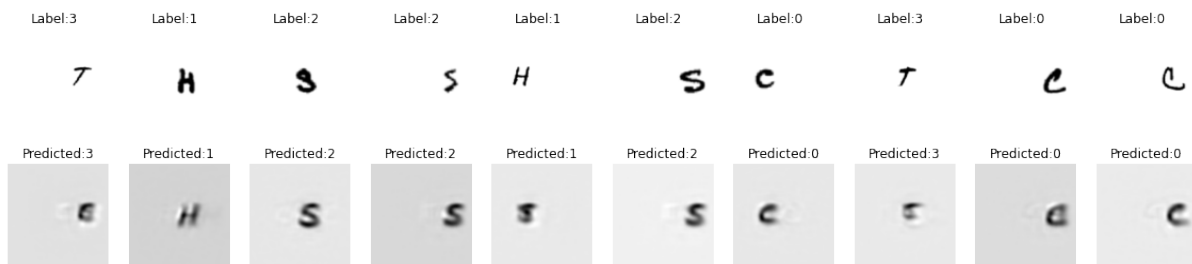 Label:3 Label:1 Label:2 Label:2 Label:1 Label:2 Label:0 Label:3 Label:0 Label:0
T H S S H S C T C C
Predicted:3 Predicted:1 Predicted:2 Predicted:2 Predicted:1 Predicted:2 Predicted:0 Predicted:3 Predicted:0 Predicted:0
H S S S C C C